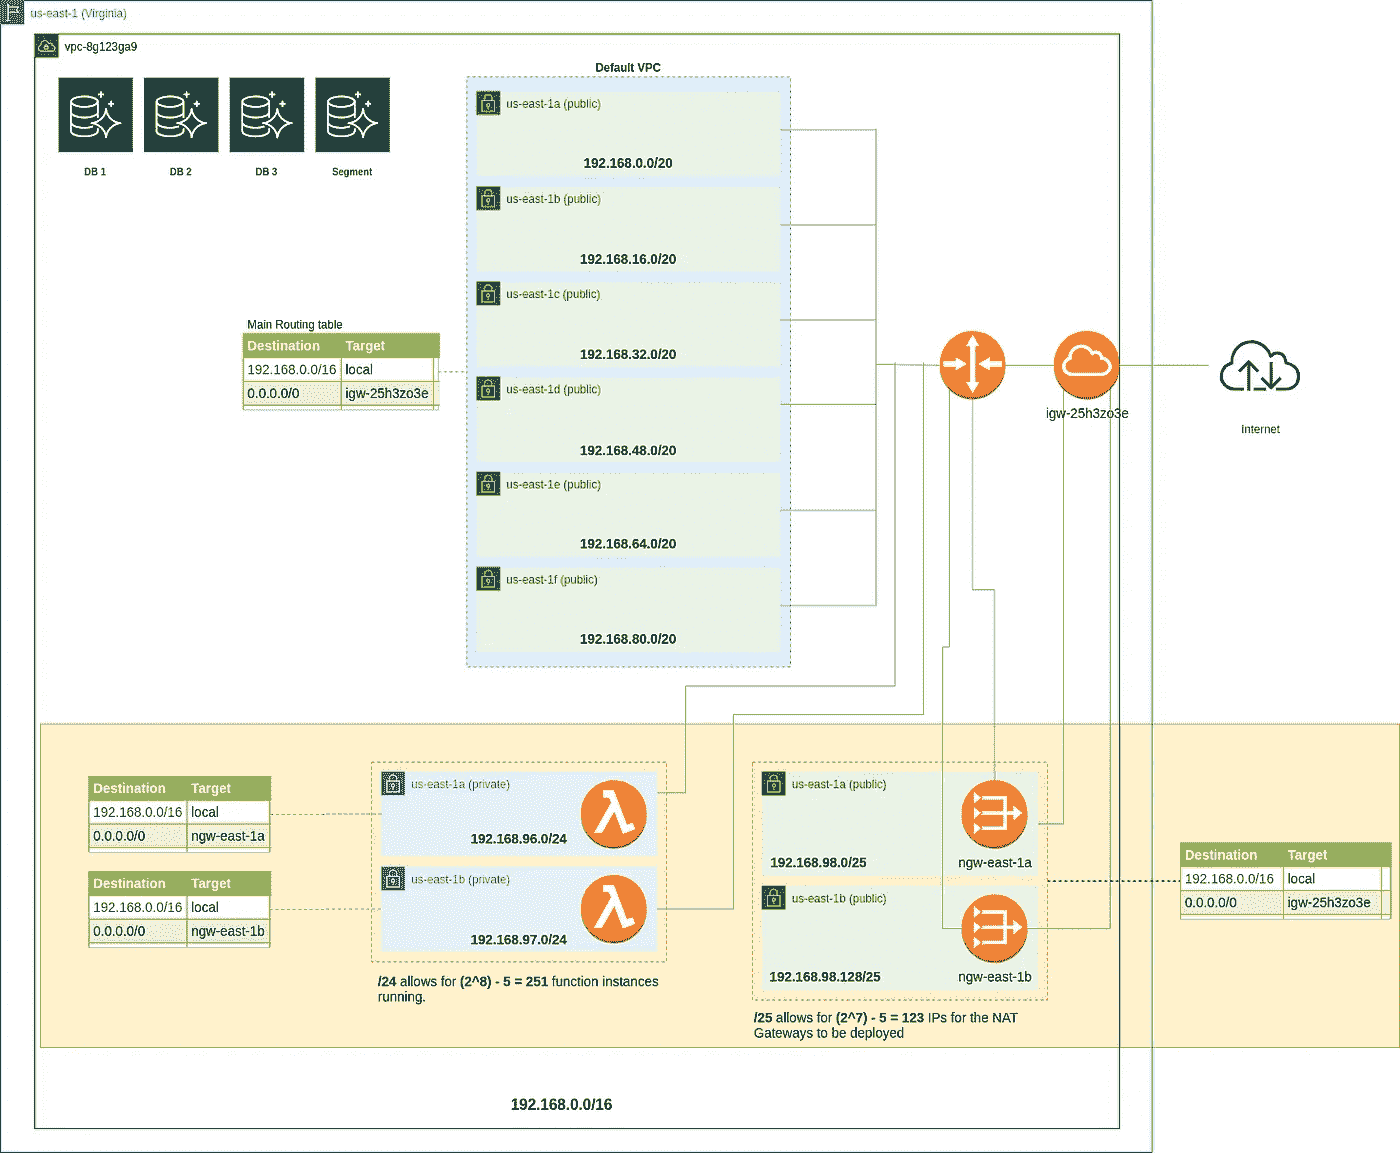 us-east-1 (Virginia)
vpc-8g123ga9
DB 1
DB 2
DB 3
Segment
Default VPC
us-east-1a (public)
192.168.0.0/20
us-east-1b (public)
192.168.16.0/20
us-east-1c (public)
192.168.32.0/20
us-east-1d (public)
192.168.48.0/20
us-east-1e (public)
192.168.64.0/20
us-east-1f (public)
192.168.80.0/20
Main Routing table
Destination Target
192.168.0.0/16 local
0.0.0.0/0 igw-25h3zo3e
igw-25h3zo3e
Internet
Destination Target
192.168.0.0/16 local
0.0.0.0/0 ngw-east-1a
Destination Target
192.168.0.0/16 local
0.0.0.0/0 ngw-east-1b
us-east-1a (private)
192.168.96.0/24
us-east-1b (private)
192.168.97.0/24
/24 allows for (2^8) - 5 = 251 function instances
running.
us-east-1a (public)
192.168.98.0/25
ngw-east-1a
us-east-1b (public)
192.168.98.128/25
ngw-east-1b
/25 allows for (2^7) - 5 = 123 IPs for the NAT
Gateways to be deployed
Destination Target
192.168.0.0/16 local
0.0.0.0/0 igw-25h3zo3e
192.168.0.0/16